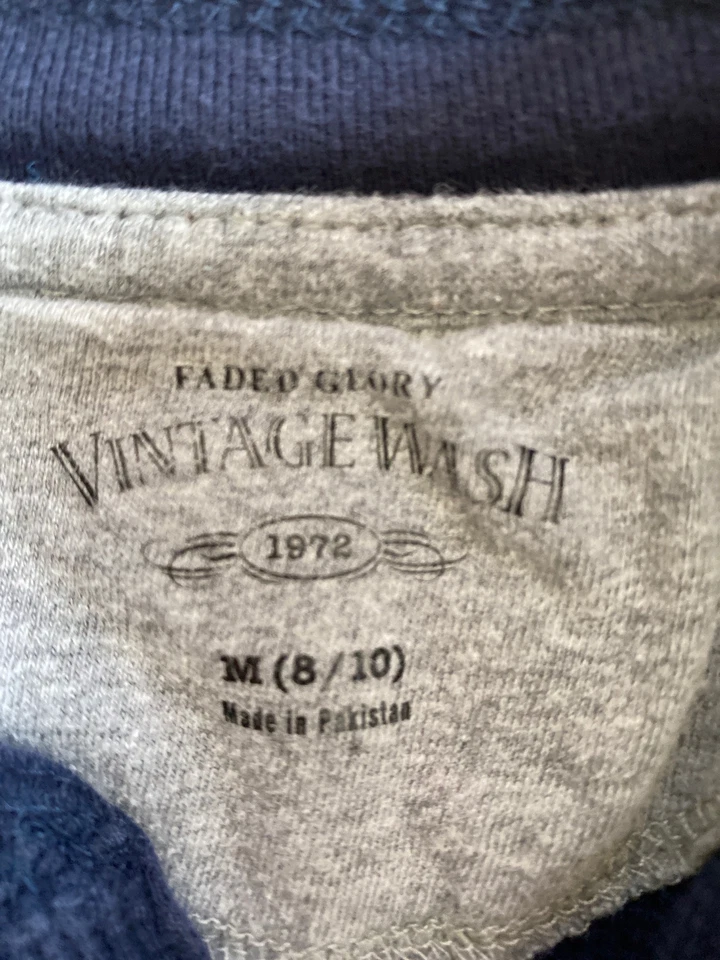 FADED GLORY
VINTAGE WASH
1972
M (8/10)
Made in Pakistan